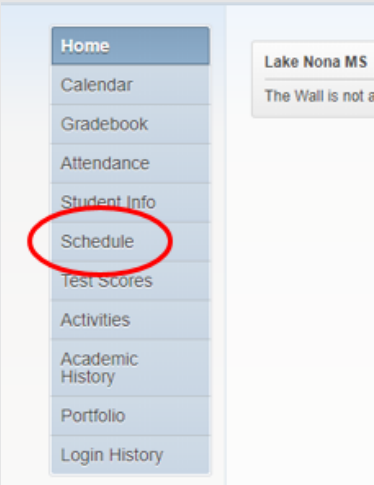 Home
Calendar
Gradebook
Attendance
Student Info
Schedule
Test Scores
Activities
Academic
History
Portfolio
Login History
Lake Nona MS
The Wall is not a